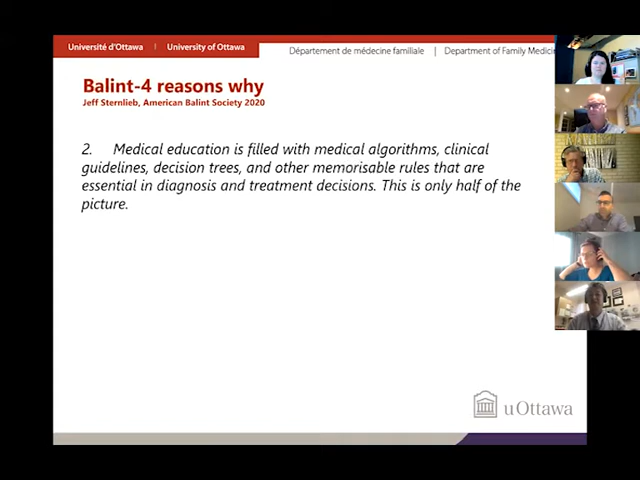 Université d'Ottawa | University of Ottawa
Département de médecine familiale | Department of Family Medicin
Balint-4 reasons why
Jeff Sternlieb, American Balint Society 2020
2. Medical education is filled with medical algorithms, clinical
guidelines, decision trees, and other memorisable rules that are
essential in diagnosis and treatment decisions. This is only half of the
picture.
uOttawa